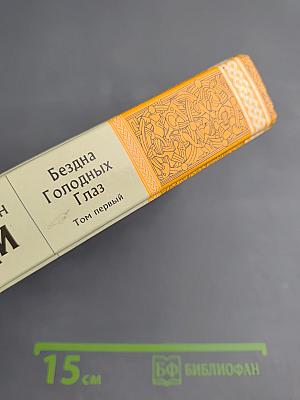 Н
И
Бездна
Голодных
Глаз
Том первый
15 см
БФ БИБЛИОФАН